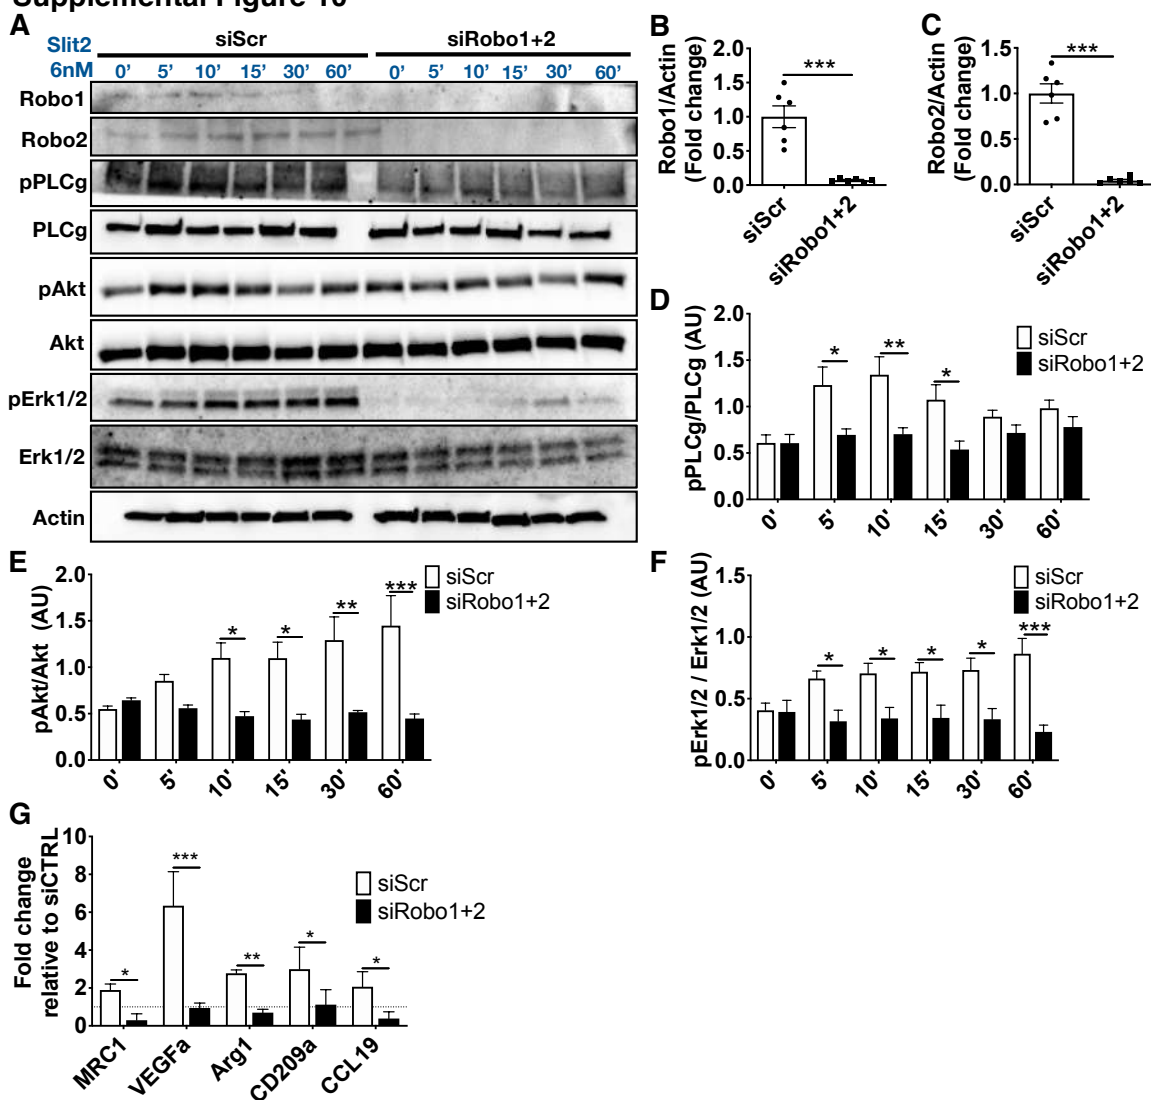 Supplemental Figure 10
A
Slit2
6nM
siScr
siRobo1+2
0’ 5’ 10’ 15’ 30’ 60’ 0’ 5’ 10’ 15’ 30’ 60’
Robo1
Robo2
pPLCg
PLCg
pAkt
Akt
pErk1/2
Erk1/2
Actin
B
Robo1/Actin
(Fold change)
2.0
1.5
1.0
0.5
0.0
***
siScr
siRobo1+2
C
Robo2/Actin
(Fold change)
1.5
1.0
0.5
0.0
***
siScr
siRobo1+2
D
pPLCg/PLCg (AU)
2.0
1.5
1.0
0.5
0.0
* ** *
siScr
siRobo1+2
0' 5' 10' 15' 30' 60'
E
pAkt/Akt (AU)
2.0
1.5
1.0
0.5
0.0
* * ** ***
siScr
siRobo1+2
0' 5' 10' 15' 30' 60'
F
pErk1/2 / Erk1/2 (AU)
1.5
1.0
0.5
0.0
* * * * ***
siScr
siRobo1+2
0' 5' 10' 15' 30' 60'
G
Fold change
relative to siCTRL
10
8
6
4
2
0
* *** ** * *
siScr
siRobo1+2
MRC1 VEGFa Arg1 CD209a CCL19